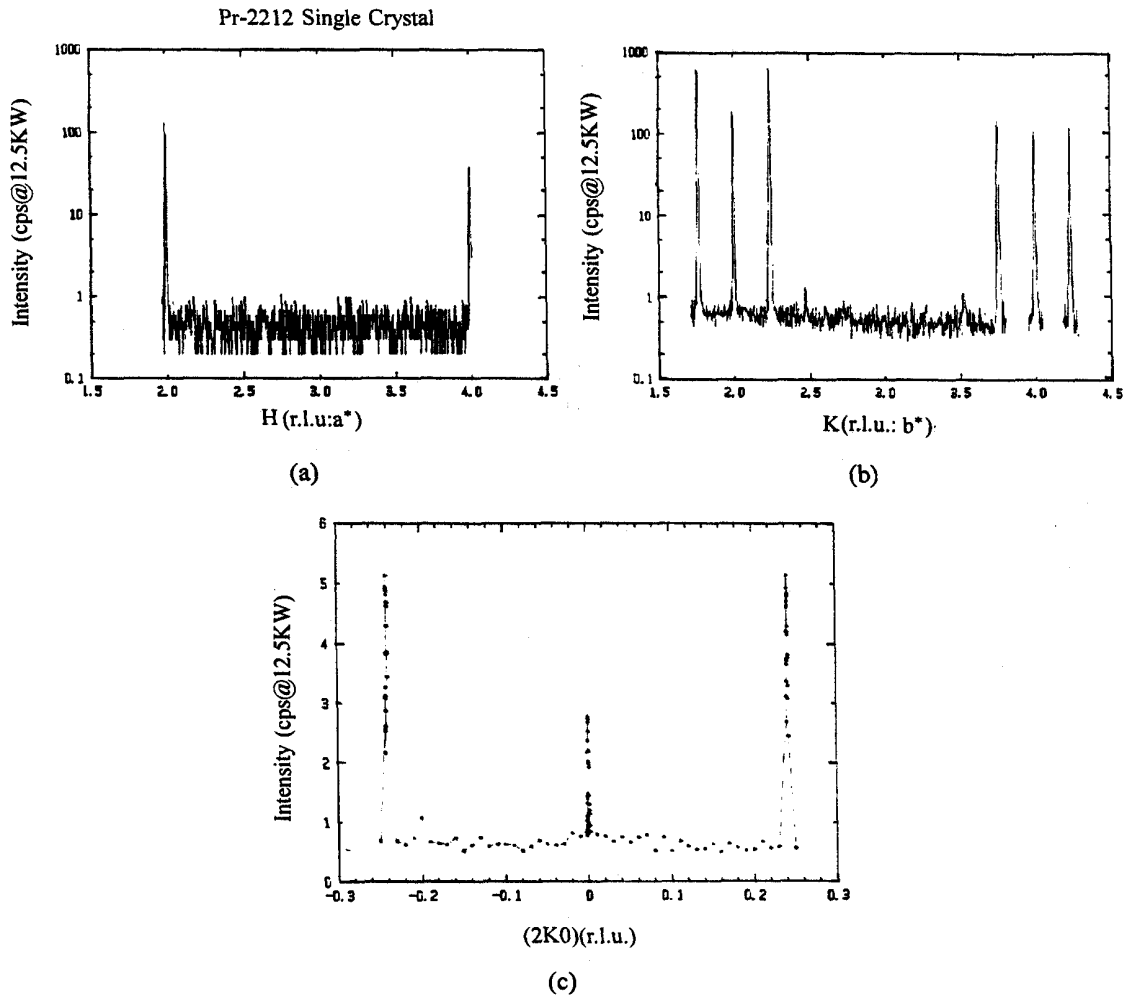 Pr-2212 Single Crystal
Intensity (cps@12.5KW)
1000
100
10
1
0.1
1.5 2.0 2.5 3.0 3.5 4.0 4.5
H (r.l.u:a*)
(a)
Intensity (cps@12.5KW)
1000
100
10
1
0.1
1.5 2.0 2.5 3.0 3.5 4.0 4.5
K(r.l.u.: b*)
(b)
Intensity (cps@12.5KW)
6
5
4
3
2
1
0
-0.3 -0.2 -0.1 0 0.1 0.2 0.3
(2K0)(r.l.u.)
(c)